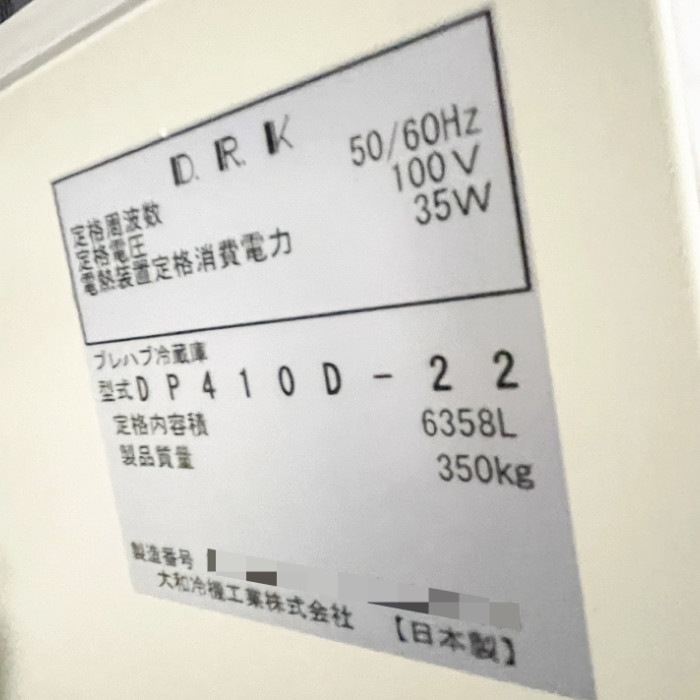 D.R.K
定格周波数 50/60Hz
定格電圧 100V
電熱装置定格消費電力 35W
プレハブ冷蔵庫
型式DP410D-22
定格内容積 6358L
製品質量 350kg
製造番号
大和冷機工業株式会社 【日本製】